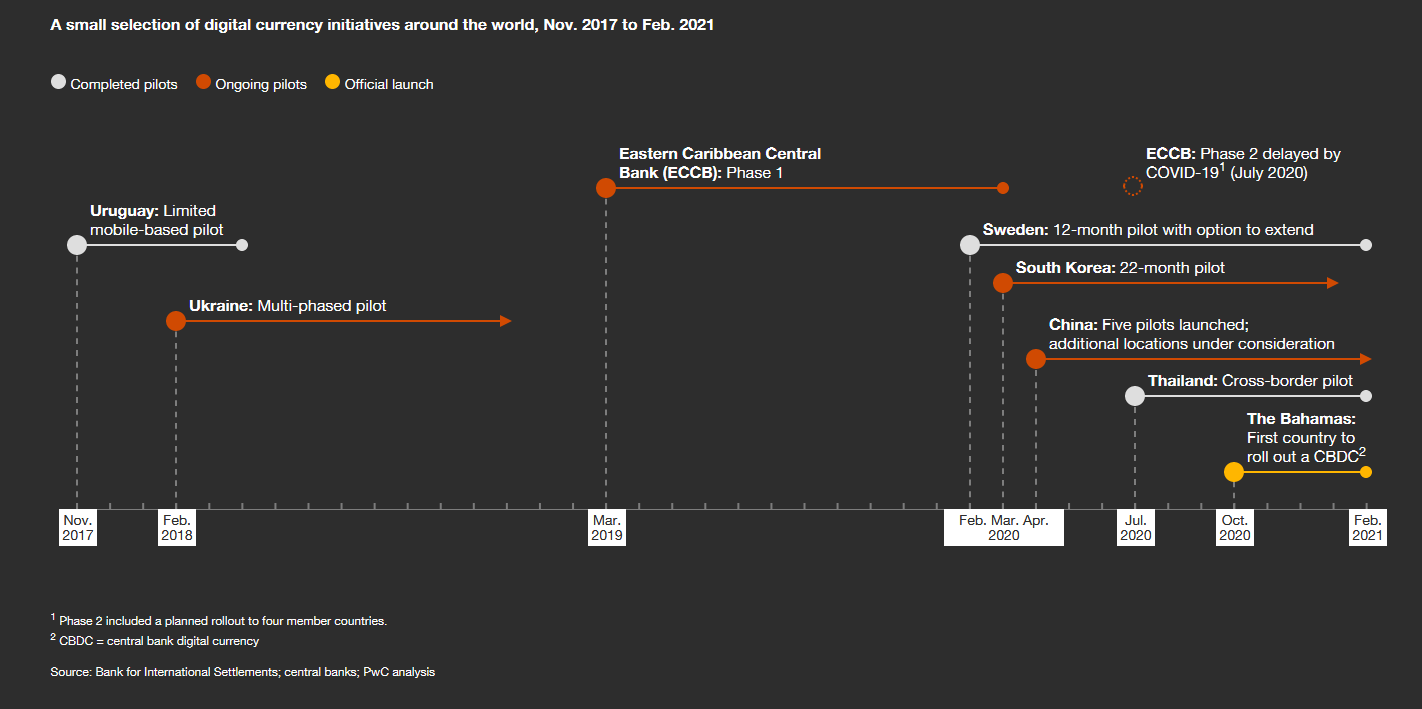 A small selection of digital currency initiatives around the world, Nov. 2017 to Feb. 2021
Completed pilots
Ongoing pilots
Official launch
Eastern Caribbean Central
Bank (ECCB): Phase 1
ECCB: Phase 2 delayed by
COVID-19¹ (July 2020)
Uruguay: Limited
mobile-based pilot
Sweden: 12-month pilot with option to extend
South Korea: 22-month pilot
Ukraine: Multi-phased pilot
China: Five pilots launched;
additional locations under consideration
Thailand: Cross-border pilot
The Bahamas:
First country to
roll out a CBDC²
Nov.
2017
Feb.
2018
Mar.
2019
Feb. Mar. Apr.
2020
Jul.
2020
Oct.
2020
Feb.
2021
¹ Phase 2 included a planned rollout to four member countries.
² CBDC = central bank digital currency
Source: Bank for International Settlements; central banks; PwC analysis